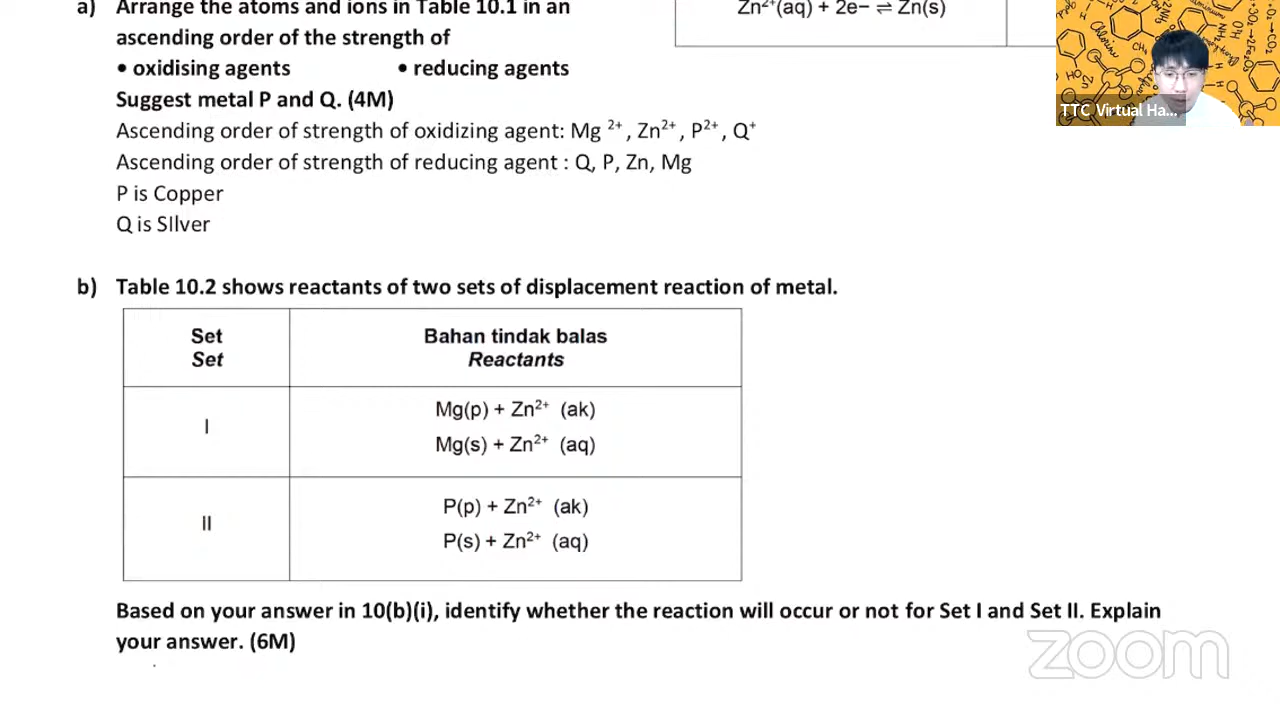 a) Arrange the atoms and ions in Table 10.1 in an
ascending order of the strength of
• oxidising agents • reducing agents
Suggest metal P and Q. (4M)
Ascending order of strength of oxidizing agent: Mg ²⁺ , Zn²⁺ , P²⁺ , Q⁺
Ascending order of strength of reducing agent : Q, P, Zn, Mg
P is Copper
Q is SIlver
Zn²⁺(aq) + 2e− ⇌ Zn(s)
TTC Virtual Ha...
b) Table 10.2 shows reactants of two sets of displacement reaction of metal.
Set
Set
Bahan tindak balas
Reactants
I
Mg(p) + Zn²⁺ (ak)
Mg(s) + Zn²⁺ (aq)
II
P(p) + Zn²⁺ (ak)
P(s) + Zn²⁺ (aq)
Based on your answer in 10(b)(i), identify whether the reaction will occur or not for Set I and Set II. Explain
your answer. (6M)
zoom